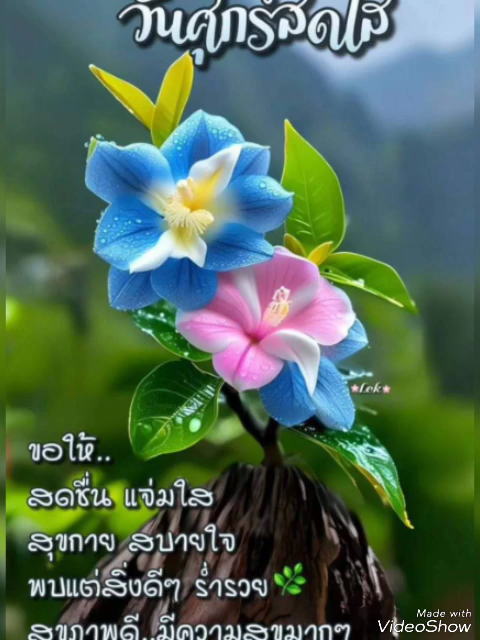 วันศุกร์สดใส
★Lek★
ขอให้..
สดชื่น แจ่มใส
สุขกาย สบายใจ
พบแต่สิ่งดีๆ ร่ำรวย
สุขภาพดี..มีความสุขมากๆ
Made with
VideoShow